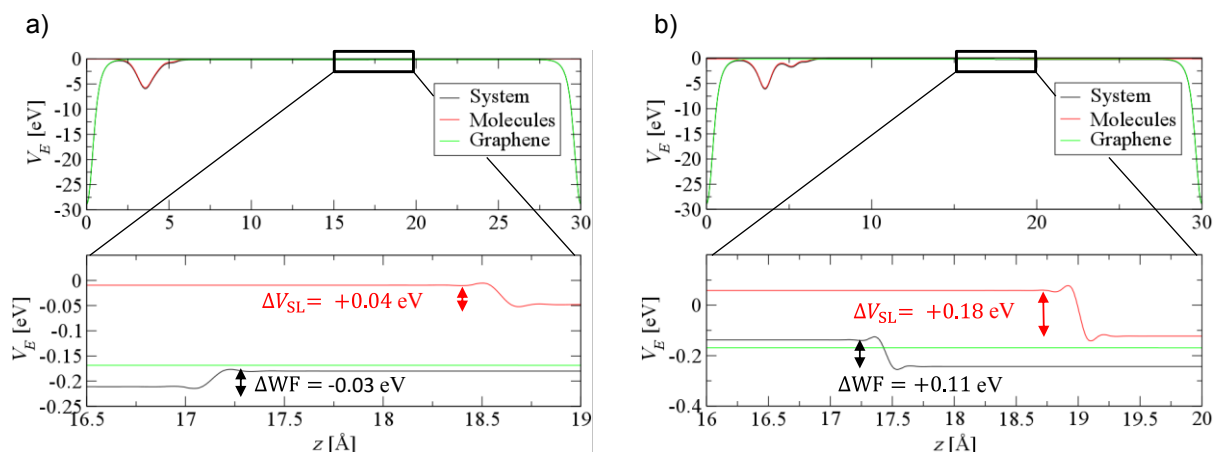 a)
0
-5
-10
-15
-20
-25
-30
V_E [eV]
System
Molecules
Graphene
0 5 10 15 20 25 30
0
-0.05
-0.1
-0.15
-0.2
-0.25
V_E [eV]
ΔV_SL= +0.04 eV
ΔWF = -0.03 eV
16.5 17 17.5 18 18.5 19
z [Å]
b)
0
-5
-10
-15
-20
-25
-30
V_E [eV]
System
Molecules
Graphene
0 10 20 30
0
-0.2
-0.4
V_E [eV]
ΔV_SL= +0.18 eV
ΔWF = +0.11 eV
16 16.5 17 17.5 18 18.5 19 19.5 20
z [Å]